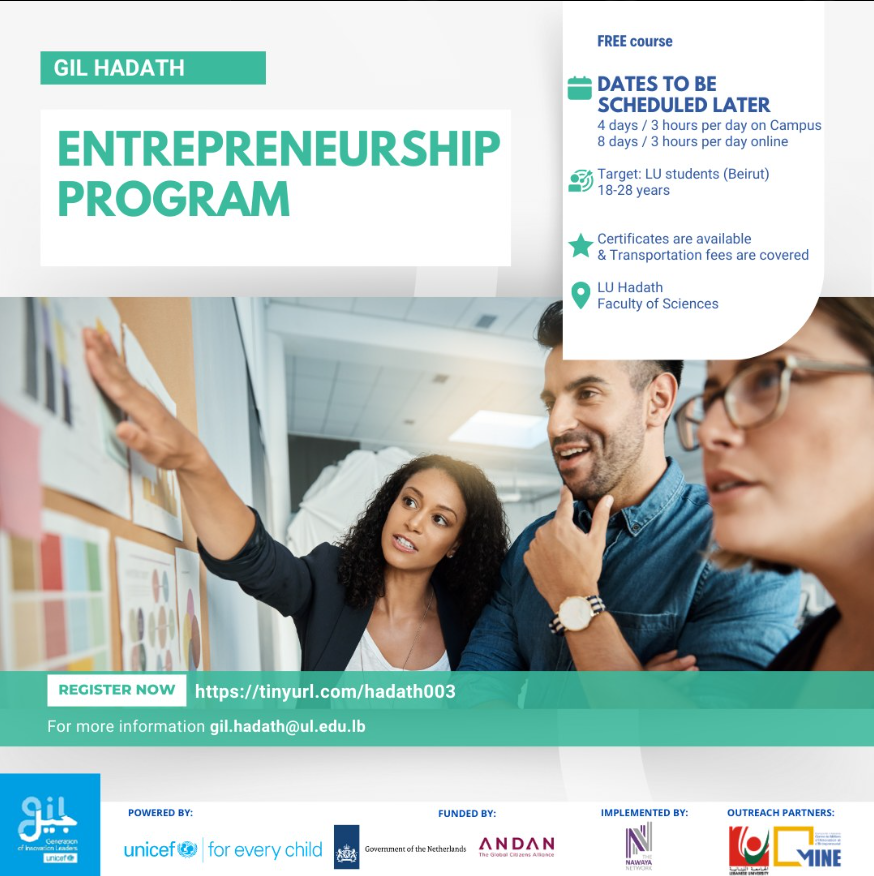 GIL HADATH
ENTREPRENEURSHIP
PROGRAM
FREE course
DATES TO BE
SCHEDULED LATER
4 days / 3 hours per day on Campus
8 days / 3 hours per day online
Target: LU students (Beirut)
18-28 years
Certificates are available
& Transportation fees are covered
LU Hadath
Faculty of Sciences
REGISTER NOW https://tinyurl.com/hadath003
For more information gil.hadath@ul.edu.lb
gil
جيل
Generation
of Innovation Leaders
unicef
POWERED BY:
unicef | for every child
FUNDED BY:
Government of the Netherlands
ANDAN
The Global Citizens Alliance
IMPLEMENTED BY:
THE
NAWAYA
NETWORK
OUTREACH PARTNERS:
LEBANESE UNIVERSITY
MINE